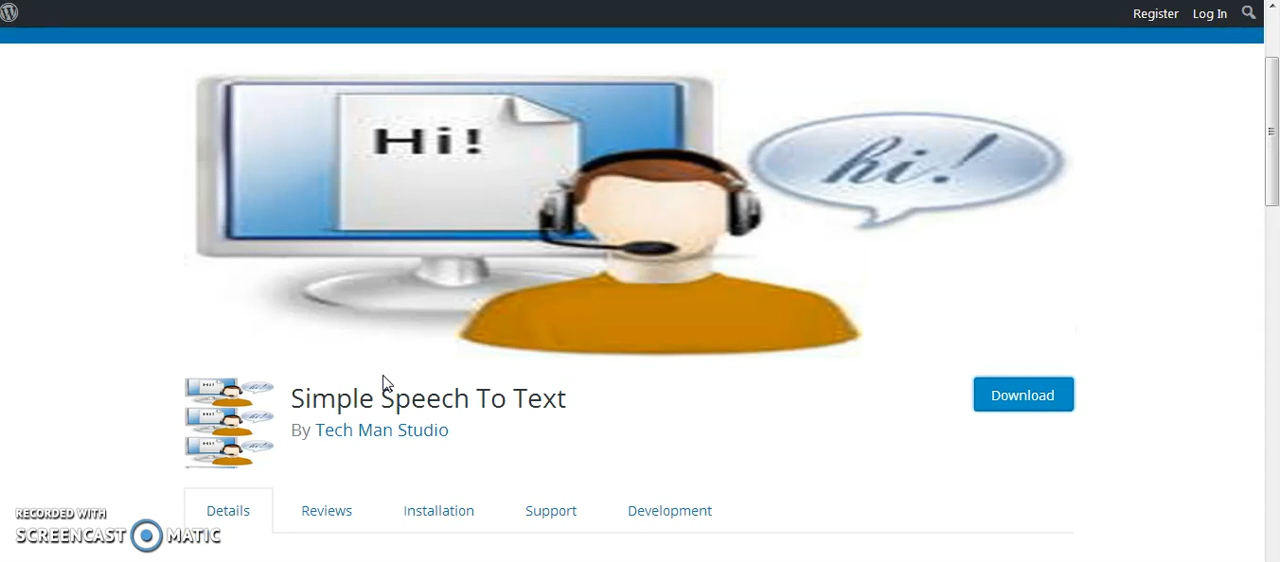 Register Log In
Hi!
hi!
Simple Speech To Text
Download
By Tech Man Studio
Details Reviews Installation Support Development
RECORDED WITH
SCREENCAST MATIC